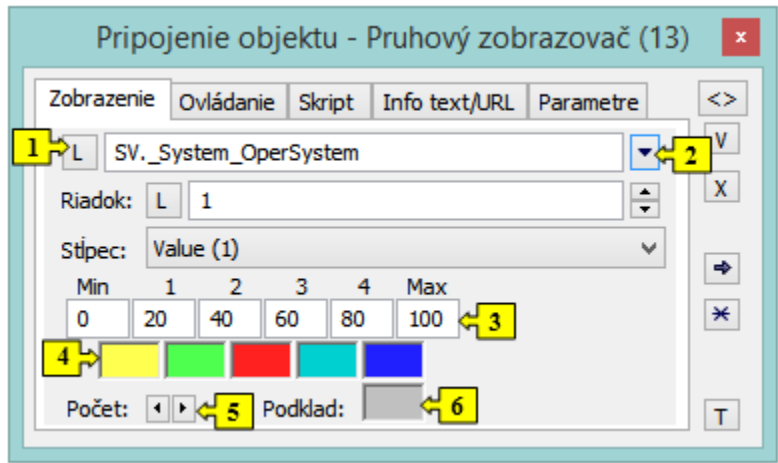 Pripojenie objektu - Pruhový zobrazovač (13) x
Zobrazenie Ovládanie Skript Info text/URL Parametre <>
1 L SV._System_OperSystem 2 V
Riadok: L 1 X
Stĺpec: Value (1)
Min 1 2 3 4 Max
0 20 40 60 80 100 3
4
Počet: 5 Podklad: 6 T